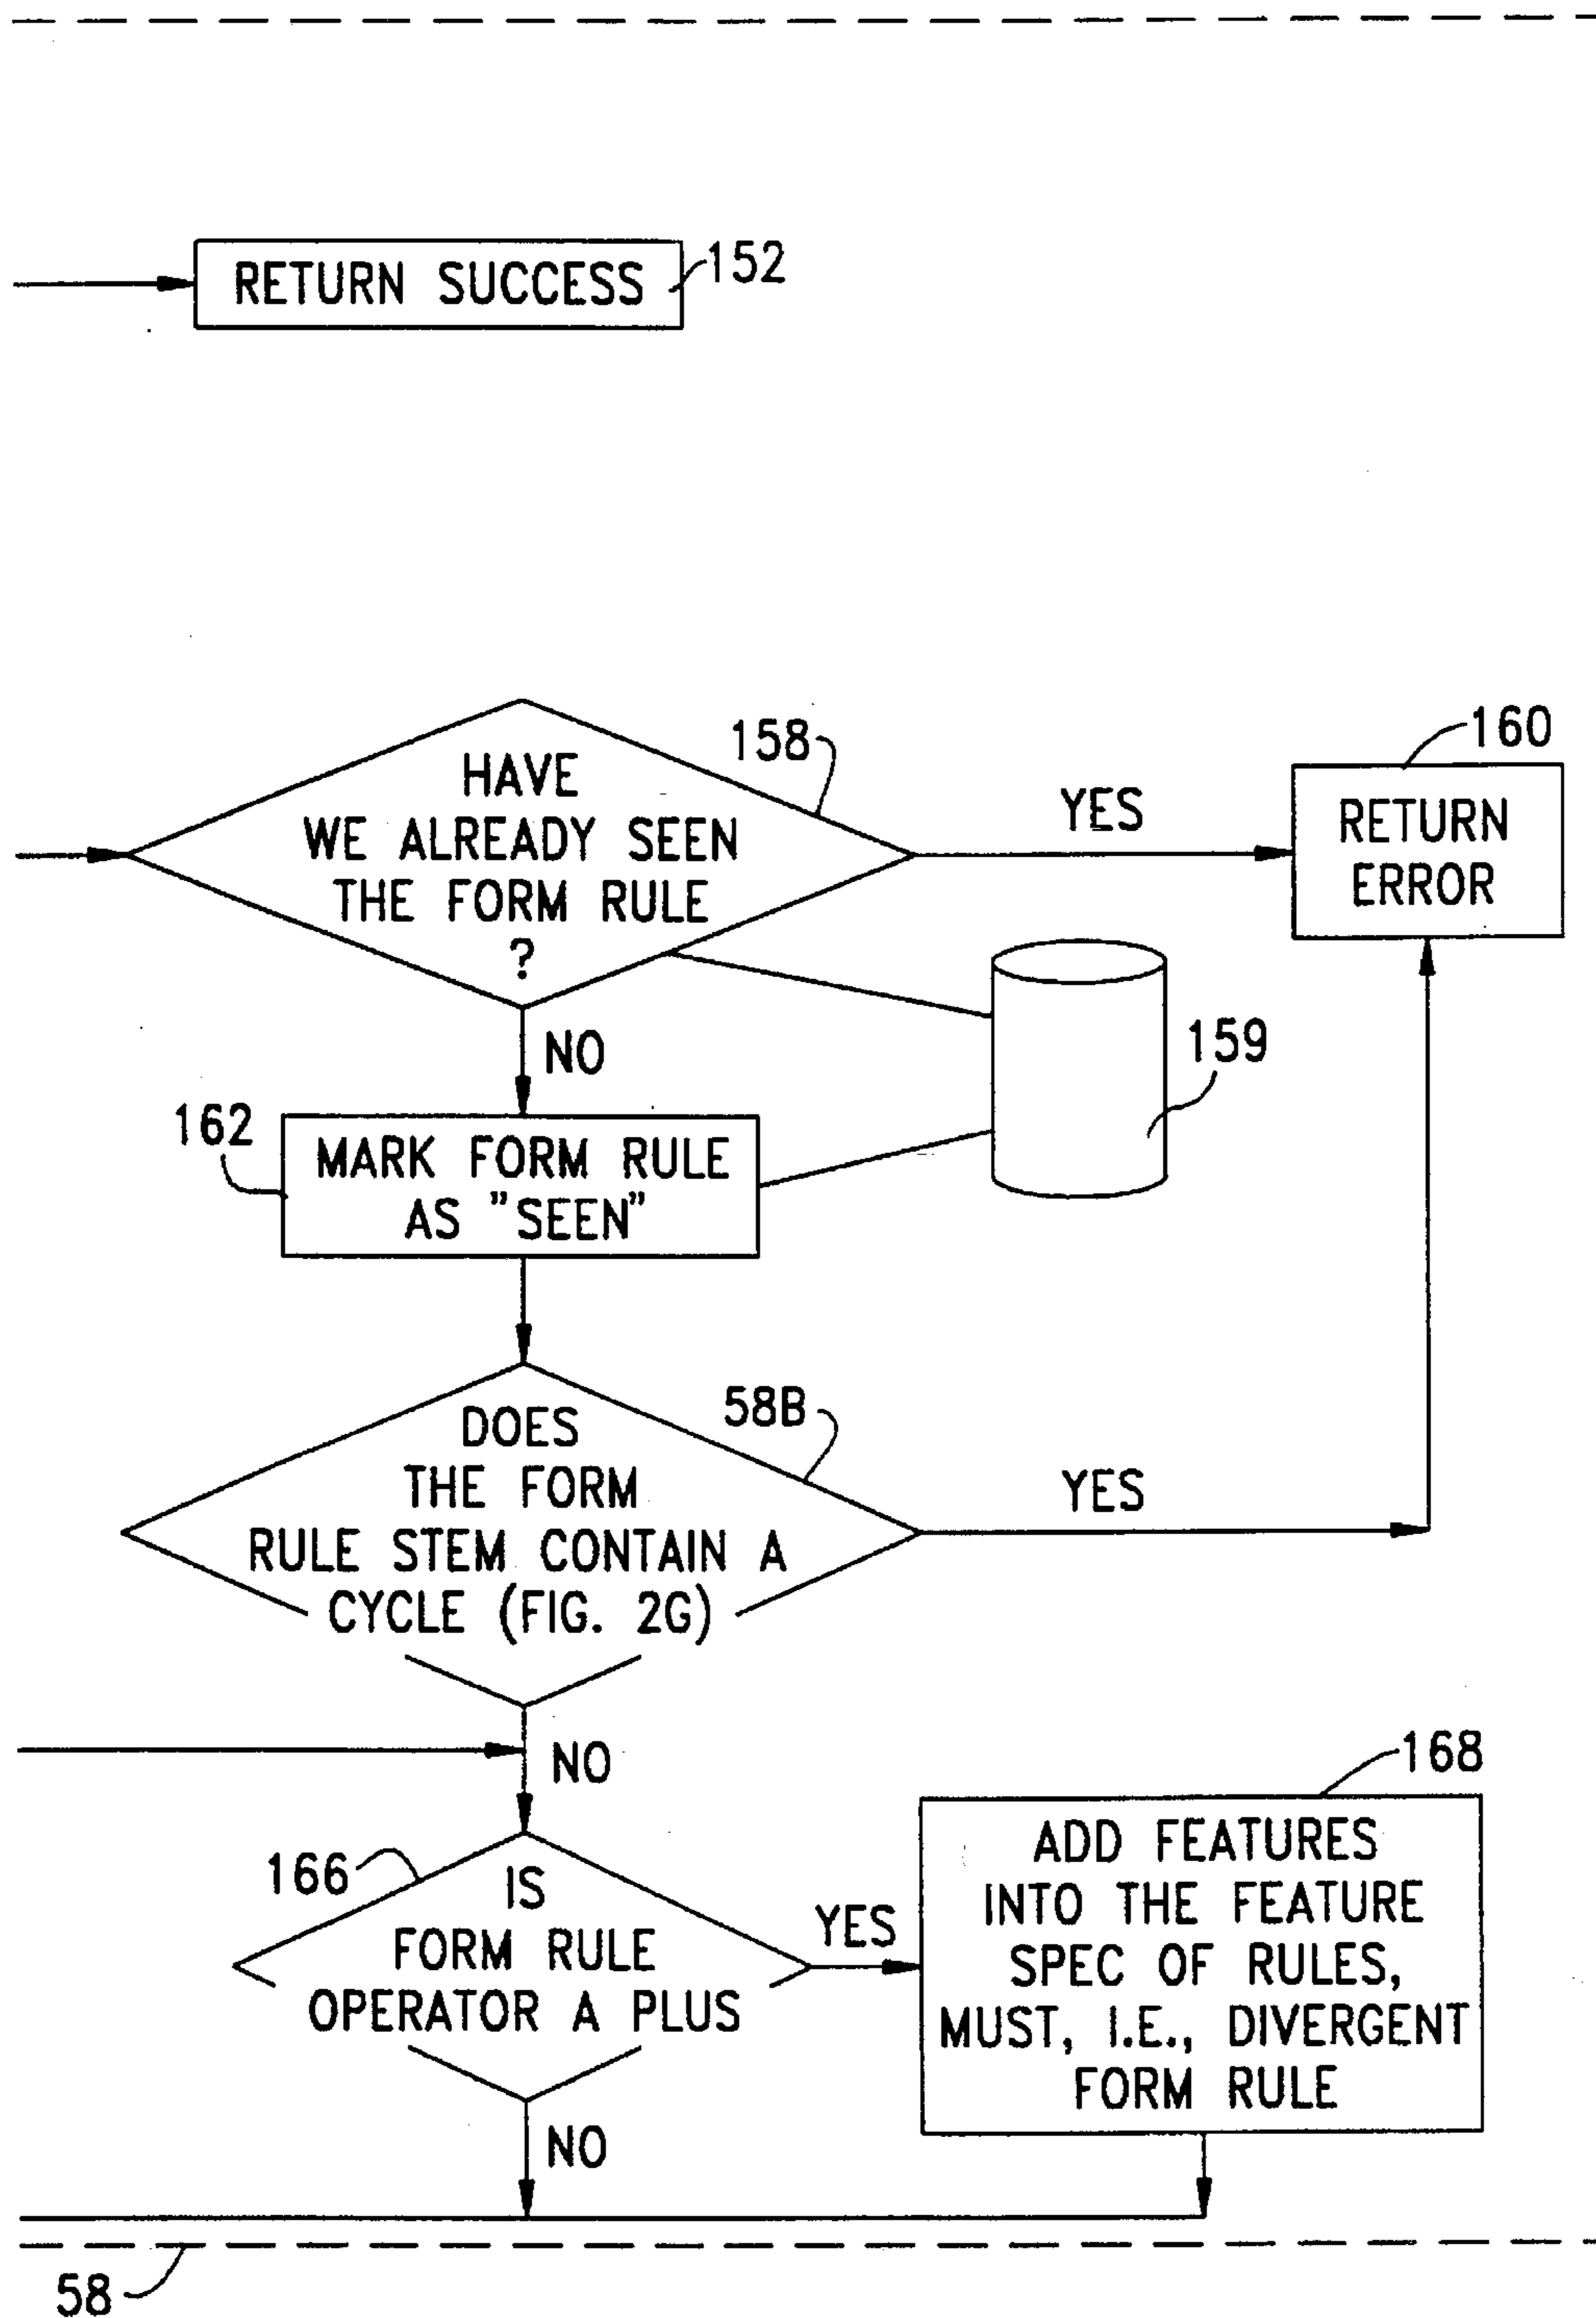 RETURN SUCCESS
152
158
HAVE
WE ALREADY SEEN
THE FORM RULE
?
YES
160
RETURN
ERROR
NO
159
162
MARK FORM RULE
AS "SEEN"
58B
DOES
THE FORM
RULE STEM CONTAIN A
CYCLE (FIG. 2G)
YES
NO
166
IS
FORM RULE
OPERATOR A PLUS
YES
168
ADD FEATURES
INTO THE FEATURE
SPEC OF RULES,
MUST, I.E., DIVERGENT
FORM RULE
NO
58